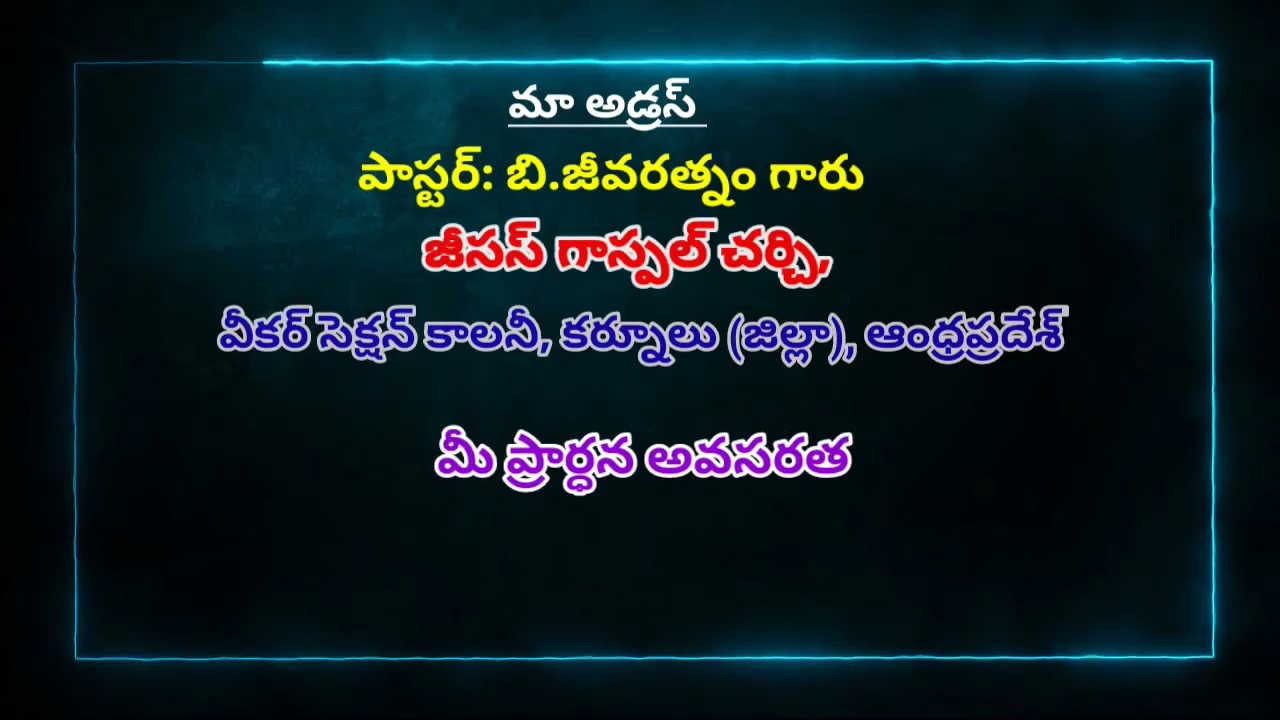 మా అడ్రస్
పాస్టర్: బి.జీవరత్నం గారు
జీసస్ గాస్పల్ చర్చి,
వీకర్ సెక్షన్ కాలనీ, కర్నూలు (జిల్లా), ఆంధ్రప్రదేశ్
మీ ప్రార్ధన అవసరత